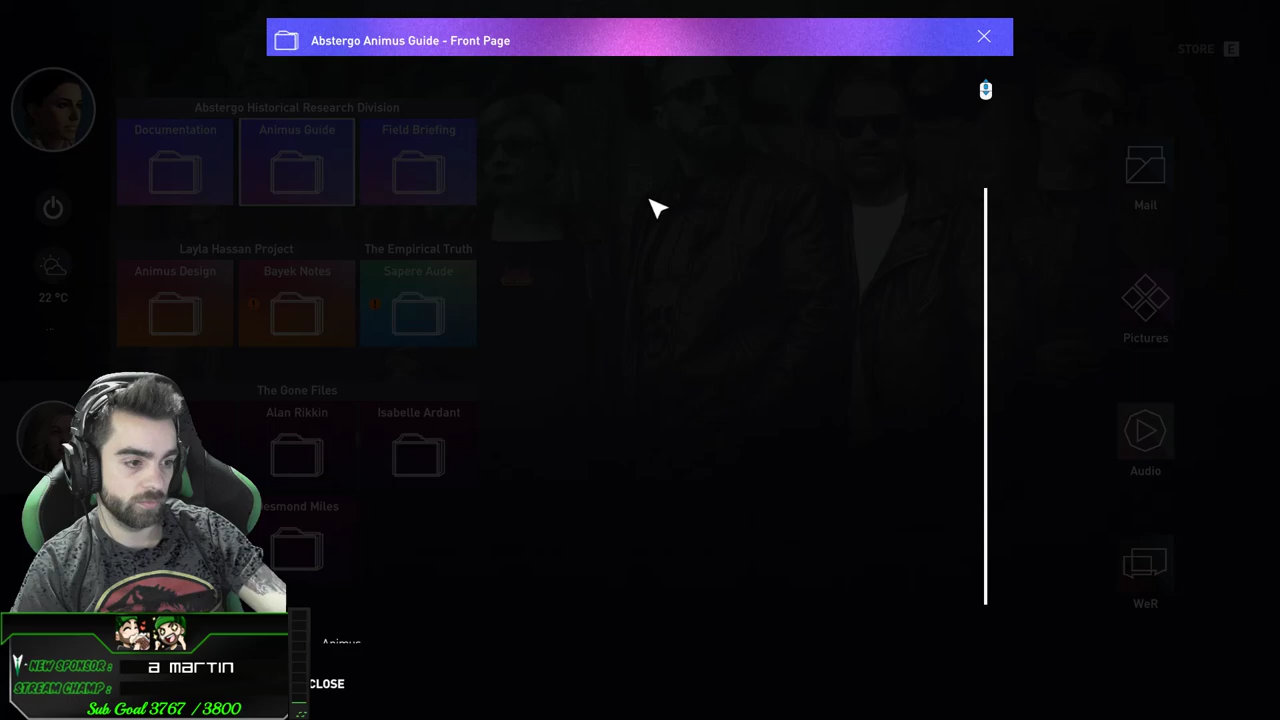 Abstergo Animus Guide - Front Page
STORE E
Abstergo Historical Research Division
Documentation
Animus Guide
Field Briefing
Mail
Layla Hassan Project
The Empirical Truth
Animus Design
Bayek Notes
Sapere Aude
22 °C
--
Pictures
The Gone Files
Alan Rikkin
Isabelle Ardant
Audio
esmond Miles
WeR
Animus
CLOSE
NEW SPONSOR : a martin
STREAM CHAMP :
Sub Goal 3767 / 3800